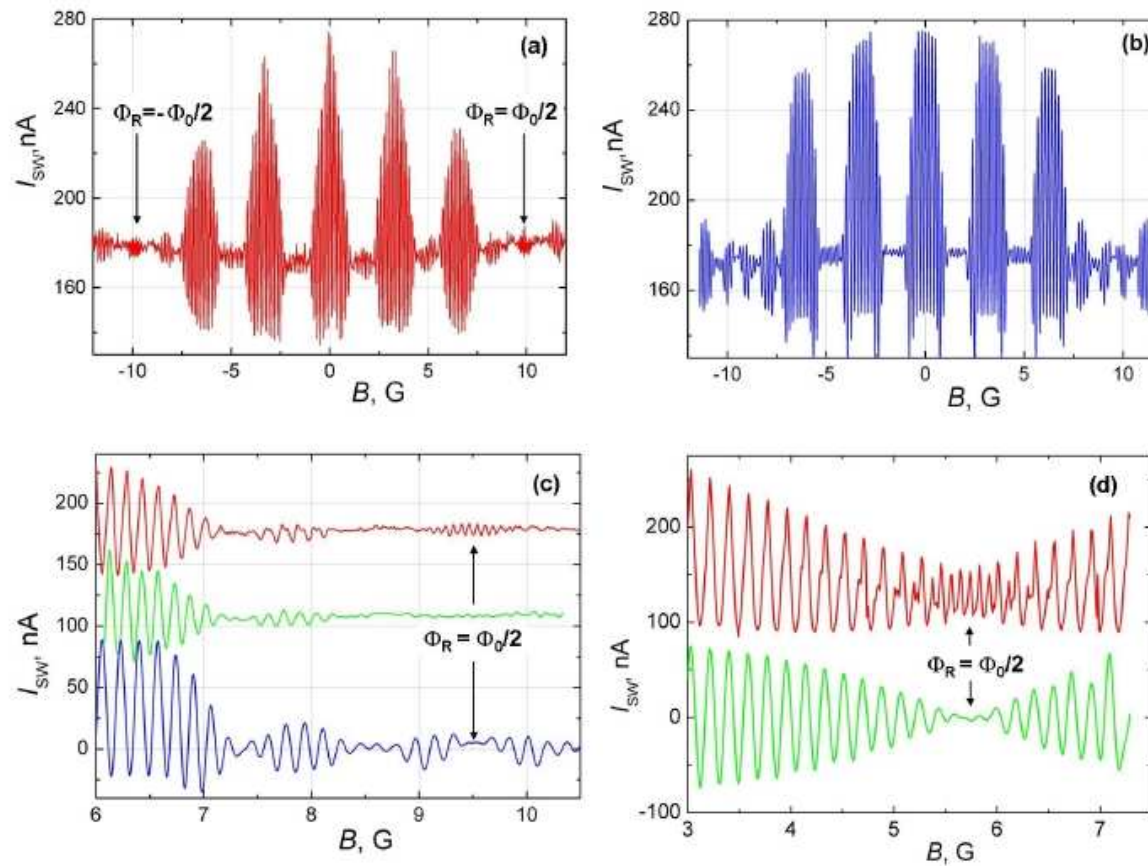 280
240
200
160
I_SW, nA
(a)
Φ_R=-Φ_0/2
Φ_R=Φ_0/2
-10 -5 0 5 10
B, G
280
240
200
160
I_SW, nA
(b)
-10 -5 0 5 10
B, G
200
150
100
50
0
I_SW, nA
(c)
Φ_R = Φ_0/2
6 7 8 9 10
B, G
200
100
0
-100
I_SW, nA
(d)
Φ_R = Φ_0/2
3 4 5 6 7
B, G